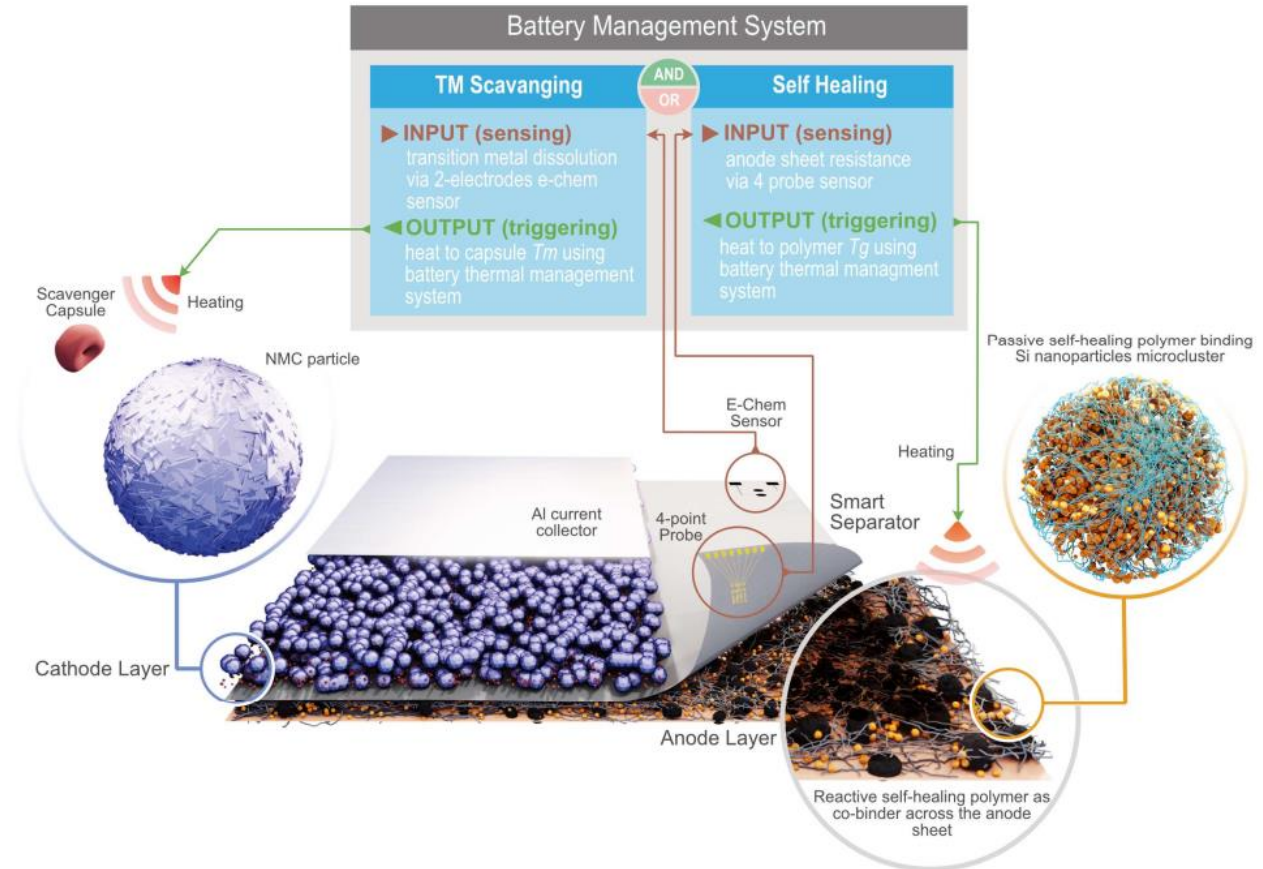 Battery Management System
TM Scavanging
AND
OR
Self Healing
INPUT (sensing)
transition metal dissolution
via 2-electrodes e-chem
sensor
OUTPUT (triggering)
heat to capsule Tm using
battery thermal management
system
INPUT (sensing)
anode sheet resistance
via 4 probe sensor
OUTPUT (triggering)
heat to polymer Tg using
battery thermal managment
system
Scavenger
Capsule
Heating
NMC particle
Passive self-healing polymer binding
Si nanoparticles microcluster
E-Chem
Sensor
Heating
Al current
collector
4-point
Probe
Smart
Separator
Cathode Layer
Anode Layer
Reactive self-healing polymer as
co-binder across the anode
sheet